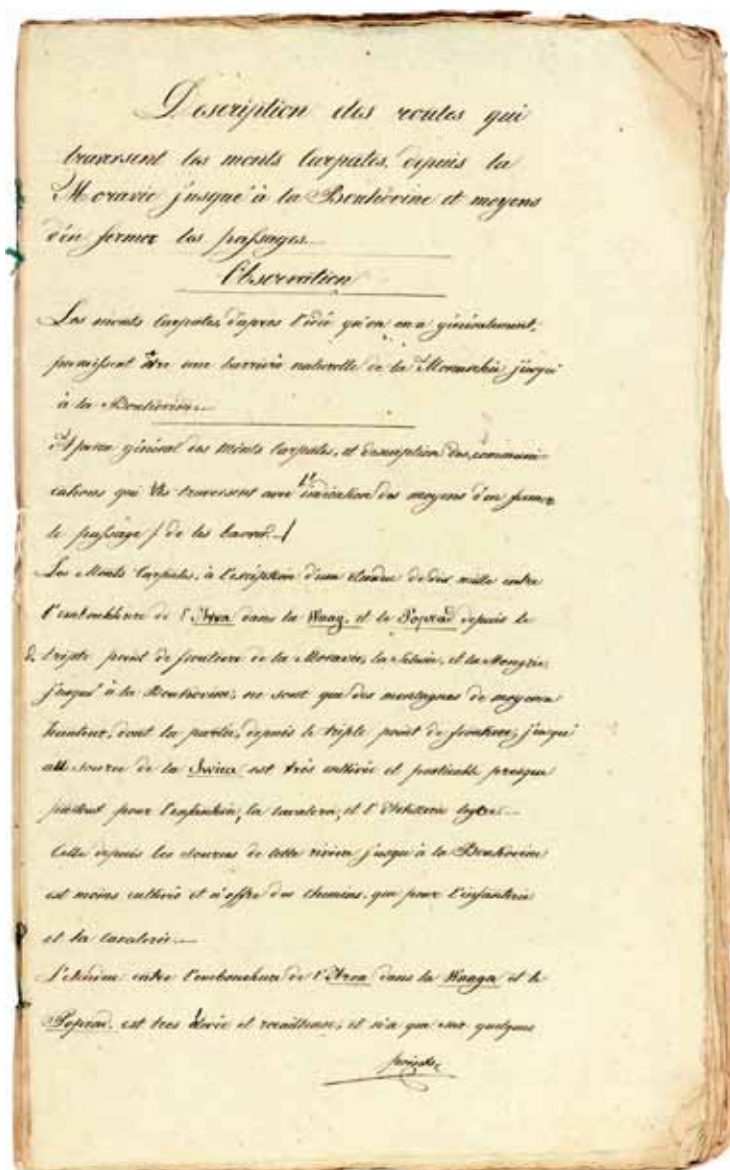 Description des routes qui
traversent les monts Carpates, depuis la
Moravie jusqu'à la Boukovine et moyens
d'en fermer les passages.
Observation
Les monts Carpates, d'apres l'idée qu'on en a généralement,
paraissent être une barrière naturelle de la Monarchie jusqu'
à la Boukovine.
Aperçu général des Monts Carpates, et description des communi-
cations qui les traversent avec l'indication des moyens d'en fermer
le passage / de les barrer. /
Les Monts Carpates, à l'exception d'une étendue de dix mille entre
l'embouchure de l'Arva dans la Waag, et le Poprad depuis le
triple point de frontière de la Moravie, la Silésie, et la Hongrie,
jusqu'à la Boukovine, ne sont que des montagnes de moyenne
hauteur, dont la partie, depuis le triple point de frontière, jusqu'
source de la Swica est très cultivée et praticable presque
partout pour l'infanterie, la cavalerie, et l'Artillerie legère.
Celle depuis les sources de cette rivière jusqu'à la Boukovine
est moins cultivée et n'offre des chemins, que pour l'infanterie
et la cavalerie.
L'étendue entre l'embouchure de l'Arva dans la Waaga et le
Poprad, est tres élevée et rocailleuse, et n'a que sur quelques
points